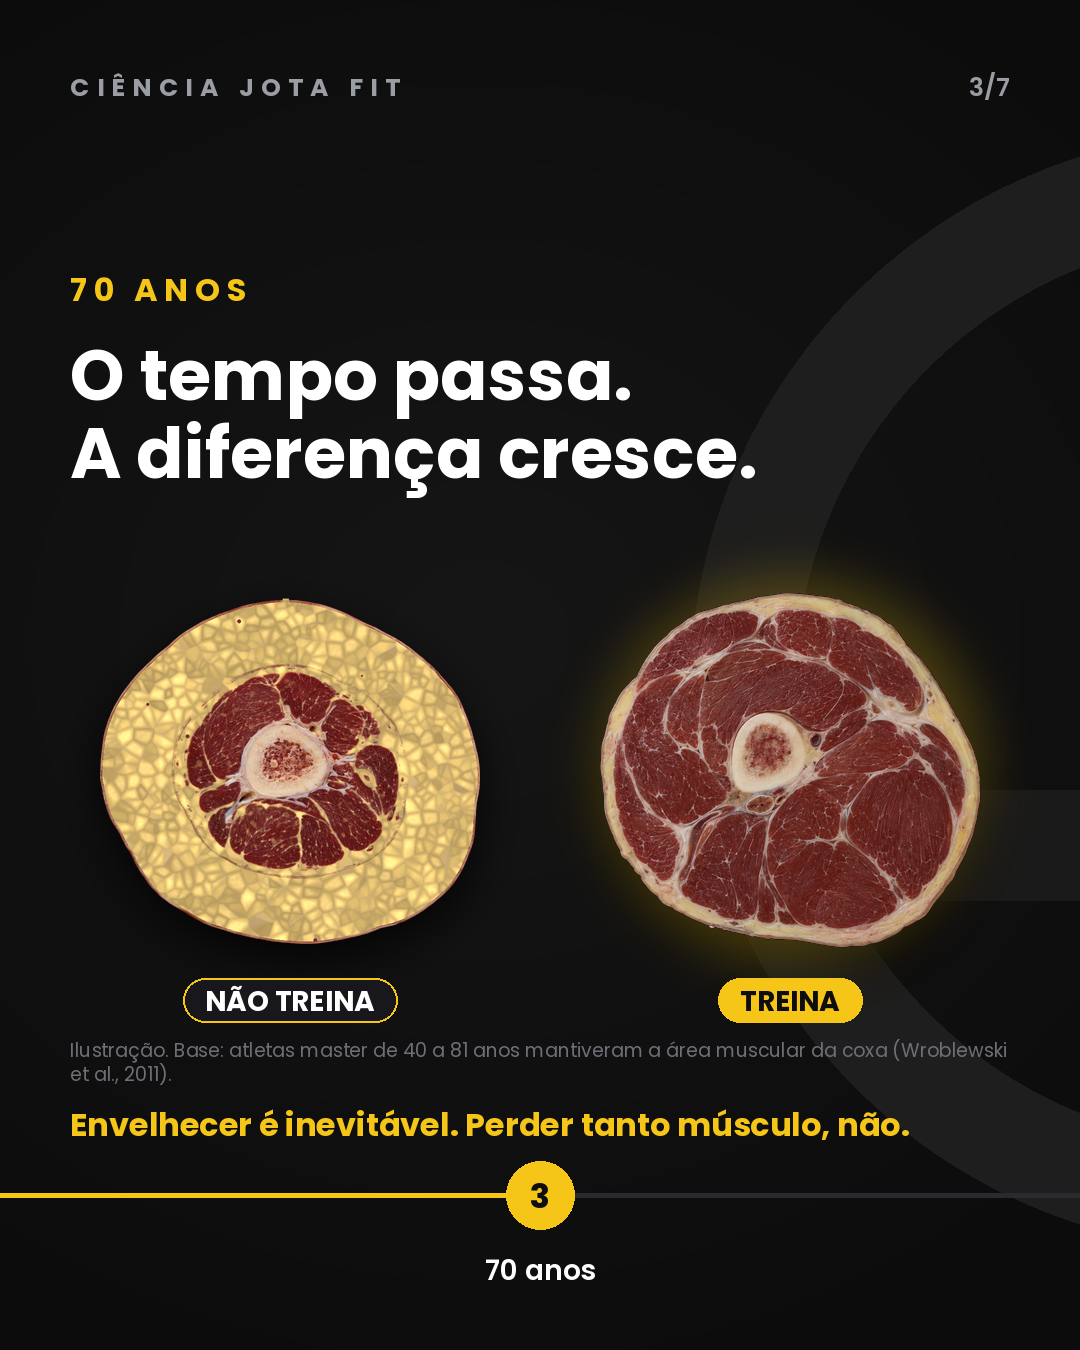 CIÊNCIA JOTA FIT
3/7
70 ANOS
O tempo passa.
A diferença cresce.
NÃO TREINA
TREINA
Ilustração. Base: atletas master de 40 a 81 anos mantiveram a área muscular da coxa (Wroblewski
et al., 2011).
Envelhecer é inevitável. Perder tanto músculo, não.
3
70 anos